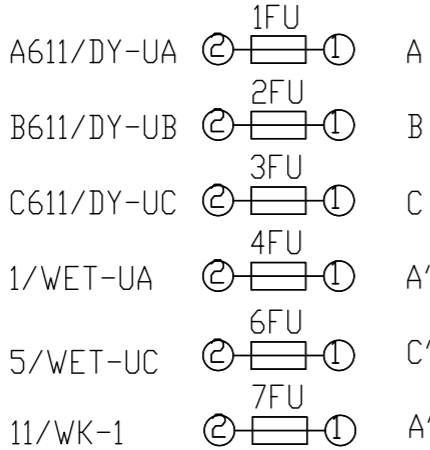 1FU
A611/DY-UA ② ① A
2FU
B611/DY-UB ② ① B
3FU
C611/DY-UC ② ① C
4FU
1/WET-UA ② ① A'
6FU
5/WET-UC ② ① C'
7FU
11/WK-1 ② ① A'